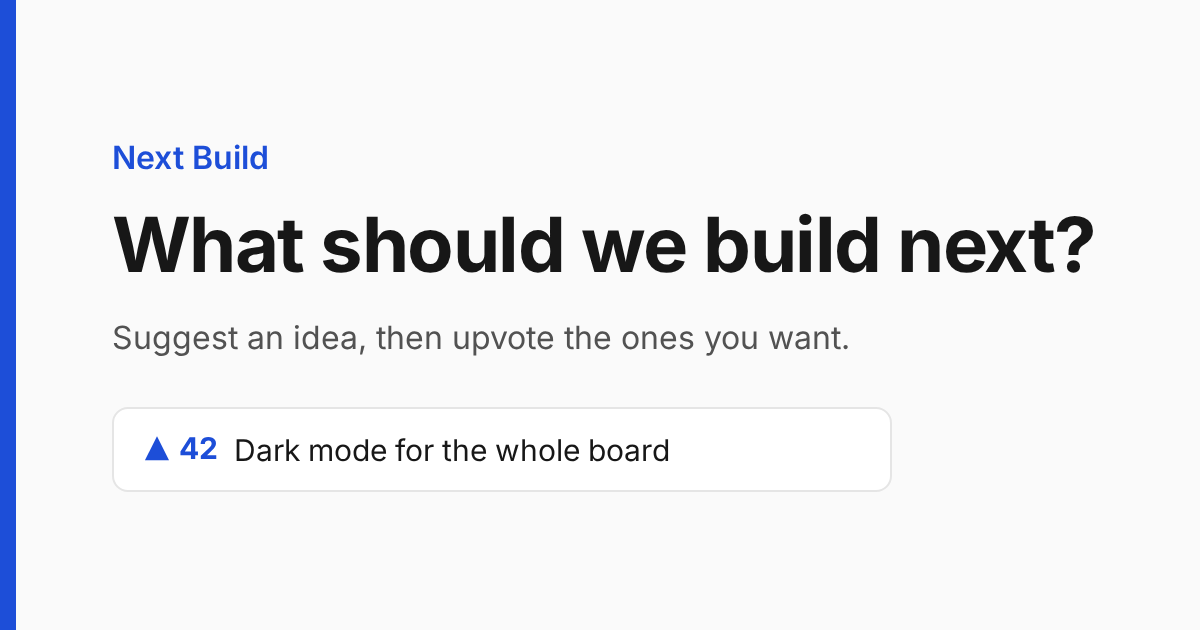 Next Build
What should we build next?
Suggest an idea, then upvote the ones you want.
▲ 42 Dark mode for the whole board